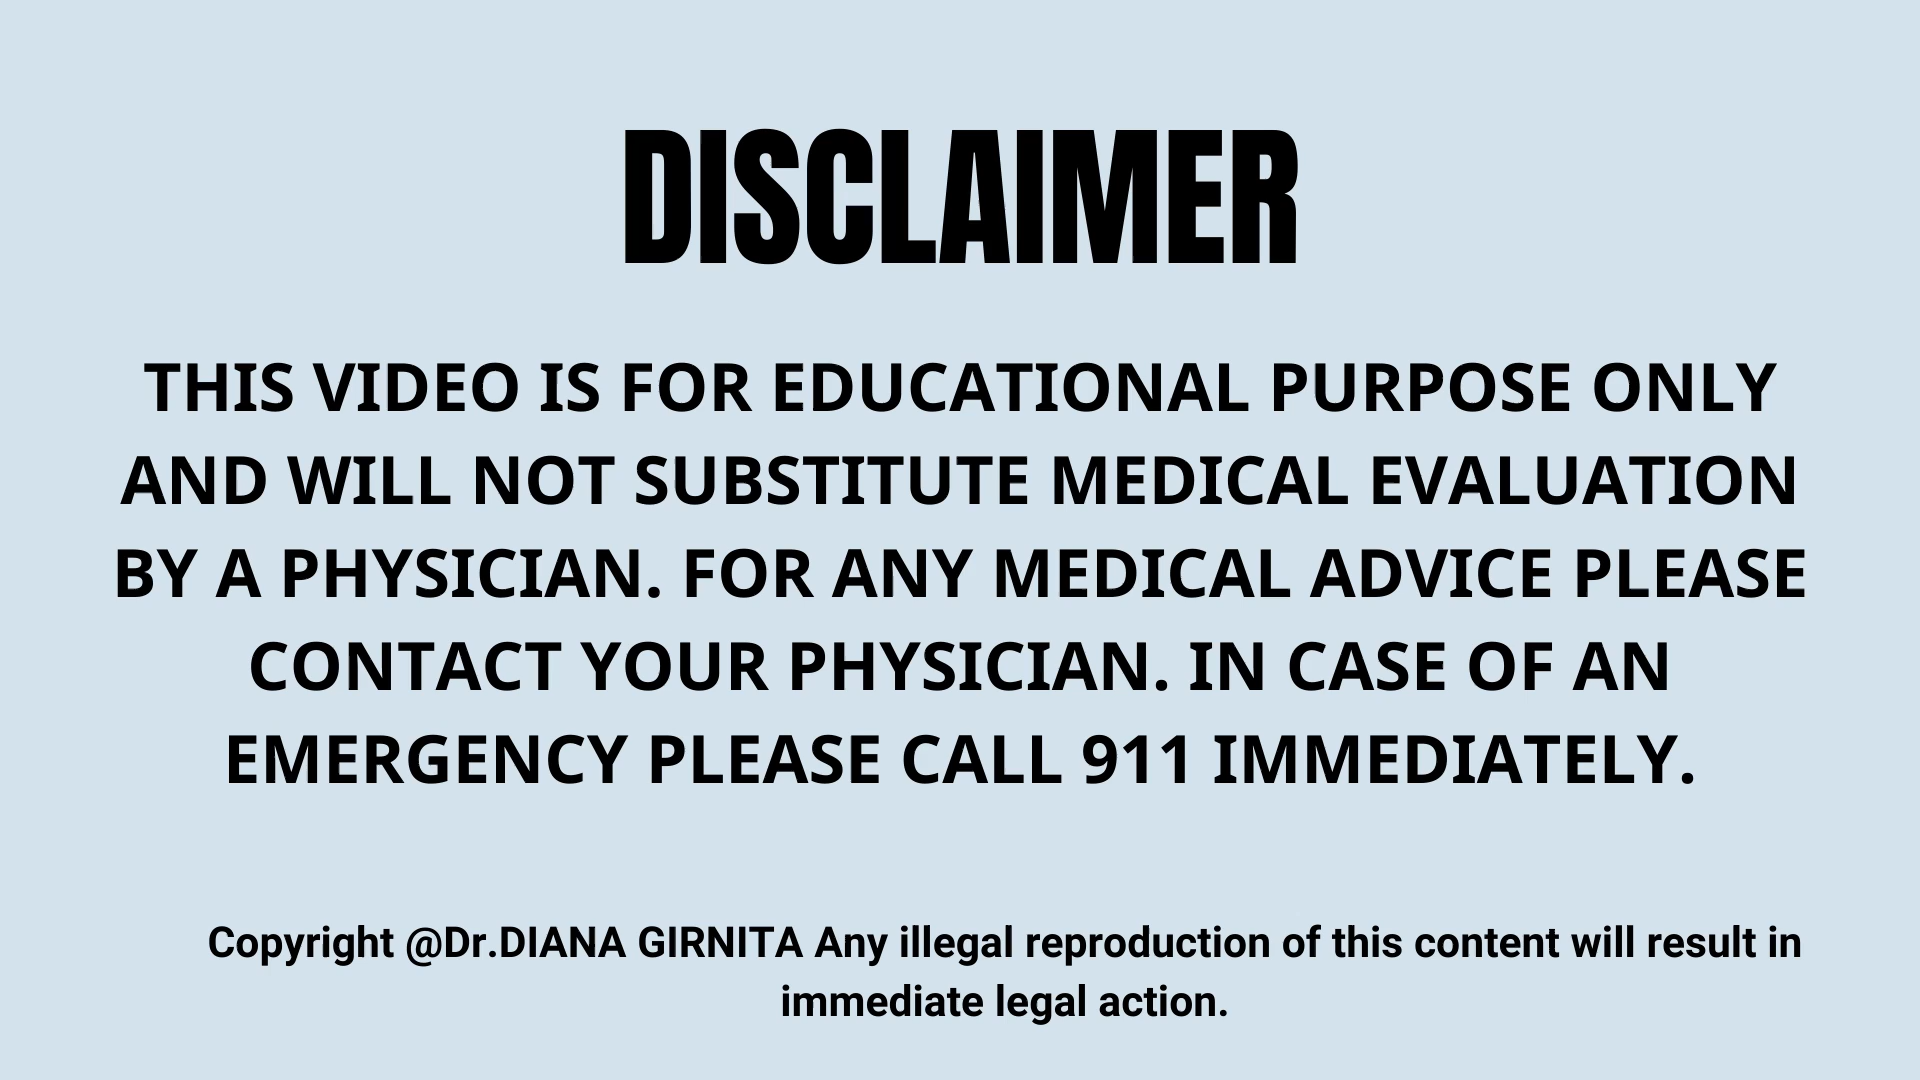 DISCLAIMER
THIS VIDEO IS FOR EDUCATIONAL PURPOSE ONLY
AND WILL NOT SUBSTITUTE MEDICAL EVALUATION
BY A PHYSICIAN. FOR ANY MEDICAL ADVICE PLEASE
CONTACT YOUR PHYSICIAN. IN CASE OF AN
EMERGENCY PLEASE CALL 911 IMMEDIATELY.
Copyright @Dr.DIANA GIRNITA Any illegal reproduction of this content will result in
immediate legal action.